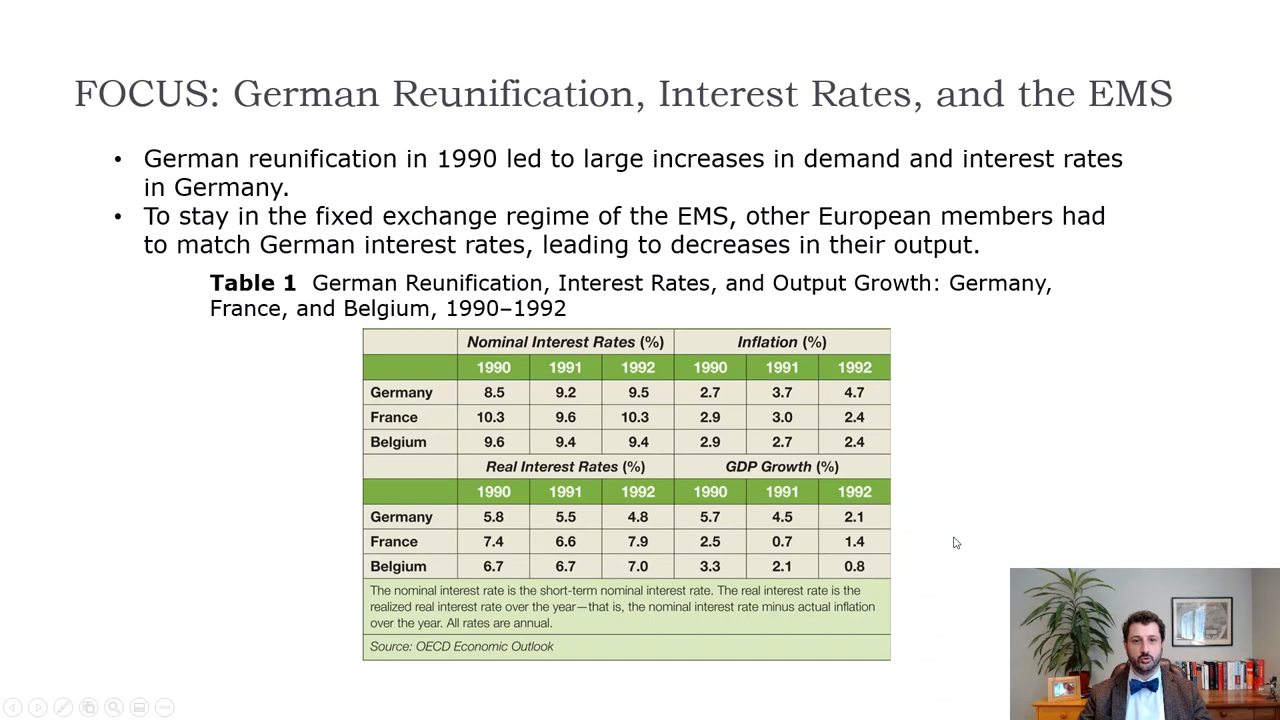 FOCUS: German Reunification, Interest Rates, and the EMS
• German reunification in 1990 led to large increases in demand and interest rates
in Germany.
• To stay in the fixed exchange regime of the EMS, other European members had
to match German interest rates, leading to decreases in their output.
Table 1 German Reunification, Interest Rates, and Output Growth: Germany,
France, and Belgium, 1990–1992
Nominal Interest Rates (%) Inflation (%)
1990 1991 1992 1990 1991 1992
Germany 8.5 9.2 9.5 2.7 3.7 4.7
France 10.3 9.6 10.3 2.9 3.0 2.4
Belgium 9.6 9.4 9.4 2.9 2.7 2.4
Real Interest Rates (%) GDP Growth (%)
1990 1991 1992 1990 1991 1992
Germany 5.8 5.5 4.8 5.7 4.5 2.1
France 7.4 6.6 7.9 2.5 0.7 1.4
Belgium 6.7 6.7 7.0 3.3 2.1 0.8
The nominal interest rate is the short-term nominal interest rate. The real interest rate is the
realized real interest rate over the year—that is, the nominal interest rate minus actual inflation
over the year. All rates are annual.
Source: OECD Economic Outlook